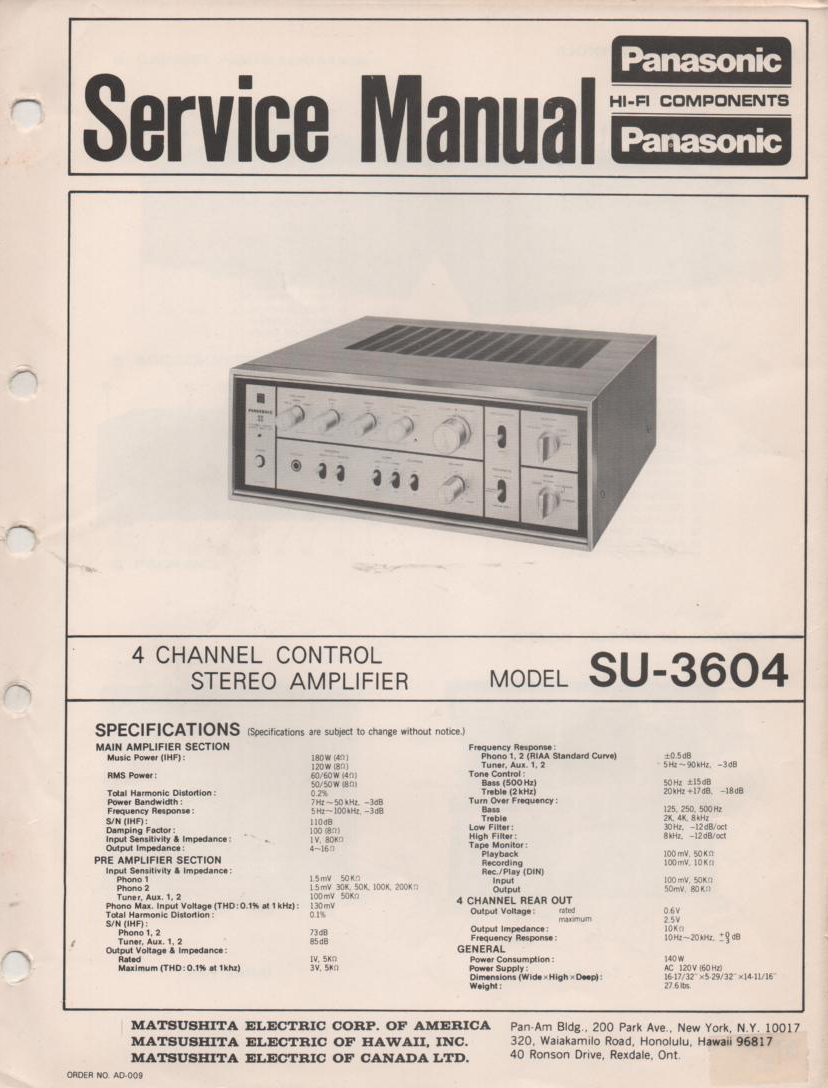 Service Manual
Panasonic
HI-FI COMPONENTS
Panasonic
4 CHANNEL CONTROL
STEREO AMPLIFIER
MODEL SU-3604
SPECIFICATIONS (Specifications are subject to change without notice.)
MAIN AMPLIFIER SECTION
Music Power (IHF): 180W (4Ω)
120W (8Ω)
RMS Power: 60/60W (4Ω)
50/50W (8Ω)
Total Harmonic Distortion: 0.2%
Power Bandwidth: 7Hz~50kHz, -3dB
Frequency Response: 5Hz~100kHz, -3dB
S/N (IHF): 110dB
Damping Factor: 100 (8Ω)
Input Sensitivity & Impedance: 1V, 80KΩ
Output Impedance: 4~16Ω
PRE AMPLIFIER SECTION
Input Sensitivity & Impedance:
Phono 1 1.5mV 50KΩ
Phono 2 1.5mV 30K, 50K, 100K, 200KΩ
Tuner, Aux. 1, 2 100mV 50KΩ
Phono Max. Input Voltage (THD: 0.1% at 1kHz): 130mV
Total Harmonic Distortion: 0.1%
S/N (IHF):
Phono 1, 2 73dB
Tuner, Aux. 1, 2 85dB
Output Voltage & Impedance:
Rated 1V, 5KΩ
Maximum (THD: 0.1% at 1khz) 3V, 5KΩ
Frequency Response:
Phono 1, 2 (RIAA Standard Curve) ±0.5dB
Tuner, Aux. 1, 2 5Hz~90kHz, -3dB
Tone Control:
Bass (500Hz) 50Hz ±15dB
Treble (2kHz) 20kHz +17dB, -18dB
Turn Over Frequency:
Bass 125, 250, 500Hz
Treble 2K, 4K, 8kHz
Low Filter: 30Hz, -12dB/oct
High Filter: 8kHz, -12dB/oct
Tape Monitor:
Playback 100mV, 50KΩ
Recording 100mV, 10KΩ
Rec./Play (DIN)
Input 100mV, 50KΩ
Output 50mV, 80KΩ
4 CHANNEL REAR OUT
Output Voltage: rated 0.6V
maximum 2.5V
Output Impedance: 10KΩ
Frequency Response: 10Hz~20kHz, +0 -3 dB
GENERAL
Power Consumption: 140W
Power Supply: AC 120V (60Hz)
Dimensions (Wide×High×Deep): 16-17/32"×5-29/32"×14-11/16"
Weight: 27.6lbs.
MATSUSHITA ELECTRIC CORP. OF AMERICA Pan-Am Bldg., 200 Park Ave., New York, N.Y. 10017
MATSUSHITA ELECTRIC OF HAWAII, INC. 320, Waiakamilo Road, Honolulu, Hawaii 96817
MATSUSHITA ELECTRIC OF CANADA LTD. 40 Ronson Drive, Rexdale, Ont.
ORDER NO. AD-009